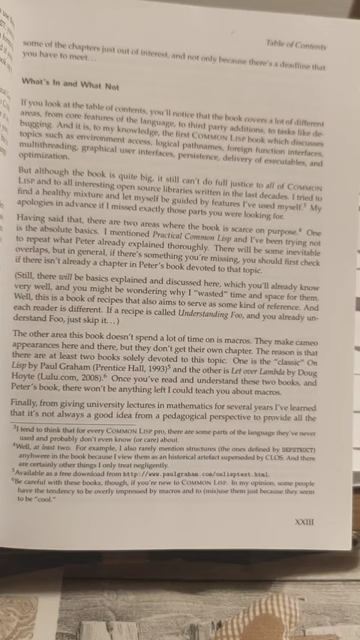 Table of Contents
some of the chapters just out of interest, and not only because there's a deadline that
you have to meet…
What's In and What Not
If you look at the table of contents, you'll notice that the book covers a lot of different
areas, from core features of the language, to third party additions, to tasks like de-
bugging. And it is, to my knowledge, the first COMMON LISP book which discusses
topics such as environment access, logical pathnames, foreign function interfaces,
multithreading, graphical user interfaces, persistence, delivery of executables, and
optimization.
But although the book is quite big, it still can't do full justice to all of COMMON
LISP and to all interesting open source libraries written in the last decades. I tried to
find a healthy mixture and let myself be guided by features I've used myself.³ My
apologies in advance if I missed exactly those parts you were looking for.
Having said that, there are two areas where the book is scarce on purpose.⁴ One
is the absolute basics. I mentioned Practical Common Lisp and I've been trying not
to repeat what Peter already explained thoroughly. There will be some inevitable
overlaps, but in general, if there's something you're missing, you should first check
if there isn't already a chapter in Peter's book devoted to that topic.
(Still, there will be basics explained and discussed here, which you'll already know
very well, and you might be wondering why I "wasted" time and space for them.
Well, this is a book of recipes that also aims to serve as some kind of reference. And
each reader is different. If a recipe is called Understanding Foo, and you already un-
derstand Foo, just skip it…)
The other area this book doesn't spend a lot of time on is macros. They make cameo
appearances here and there, but they don't get their own chapter. The reason is that
there are at least two books solely devoted to this topic. One is the "classic" On
Lisp by Paul Graham (Prentice Hall, 1993)⁵ and the other is Let over Lambda by Doug
Hoyte (Lulu.com, 2008).⁶ Once you've read and understand these two books, and
Peter's book, there won't be anything left I could teach you about macros.
Finally, from giving university lectures in mathematics for several years I've learned
that it's not always a good idea from a pedagogical perspective to provide all the
³I tend to think that for every COMMON LISP pro, there are some parts of the language they've never
used and probably don't even know (or care) about.
⁴Well, at least two. For example, I also rarely mention structures (the ones defined by DEFSTRUCT)
anywhere in the book because I view them as an historical artefact superseded by CLOS. And there
are certainly other things I only treat negligently.
⁵Available as a free download from http://www.paulgraham.com/onlisptext.html.
⁶Be careful with these books, though, if you're new to COMMON LISP. In my opinion, some people
have the tendency to be overly impressed by macros and to (mis)use them just because they seem
to be "cool."
XXIII